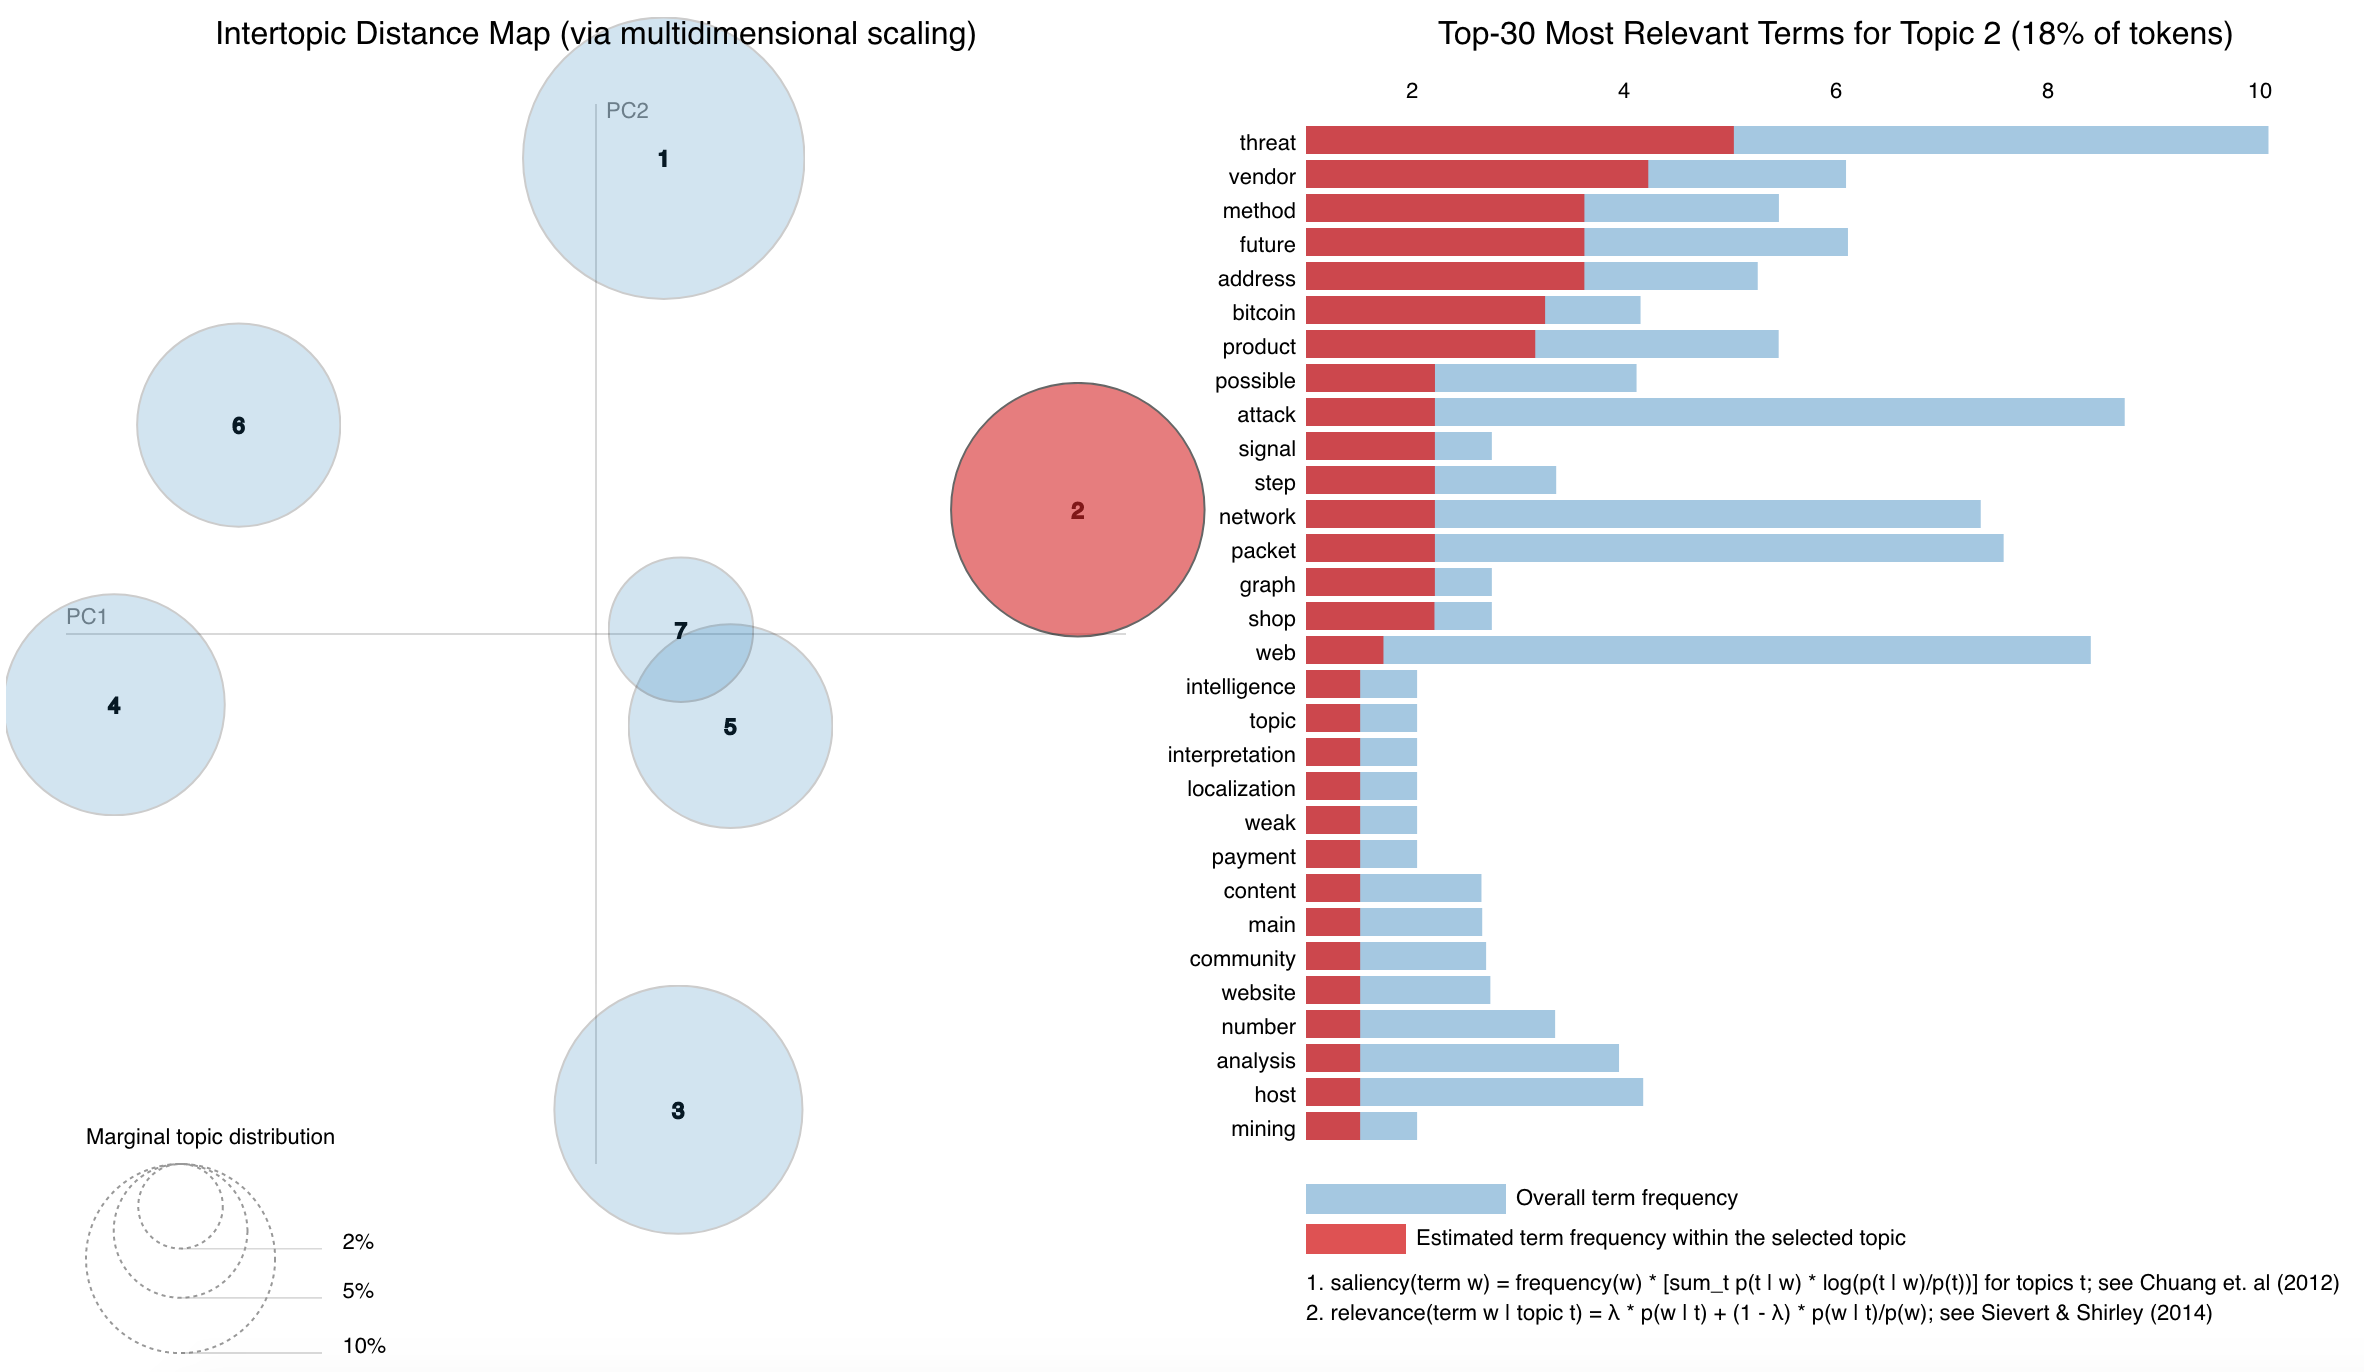 Intertopic Distance Map (via multidimensional scaling)
PC2
1
6
2
7
PC1
4
5
3
Marginal topic distribution
2%
5%
10%
Top-30 Most Relevant Terms for Topic 2 (18% of tokens)
2 4 6 8 10
threat
vendor
method
future
address
bitcoin
product
possible
attack
signal
step
network
packet
graph
shop
web
intelligence
topic
interpretation
localization
weak
payment
content
main
community
website
number
analysis
host
mining
Overall term frequency
Estimated term frequency within the selected topic
1. saliency(term w) = frequency(w) * [sum_t p(t | w) * log(p(t | w)/p(t))] for topics t; see Chuang et. al (2012)
2. relevance(term w | topic t) = λ * p(w | t) + (1 - λ) * p(w | t)/p(w); see Sievert & Shirley (2014)